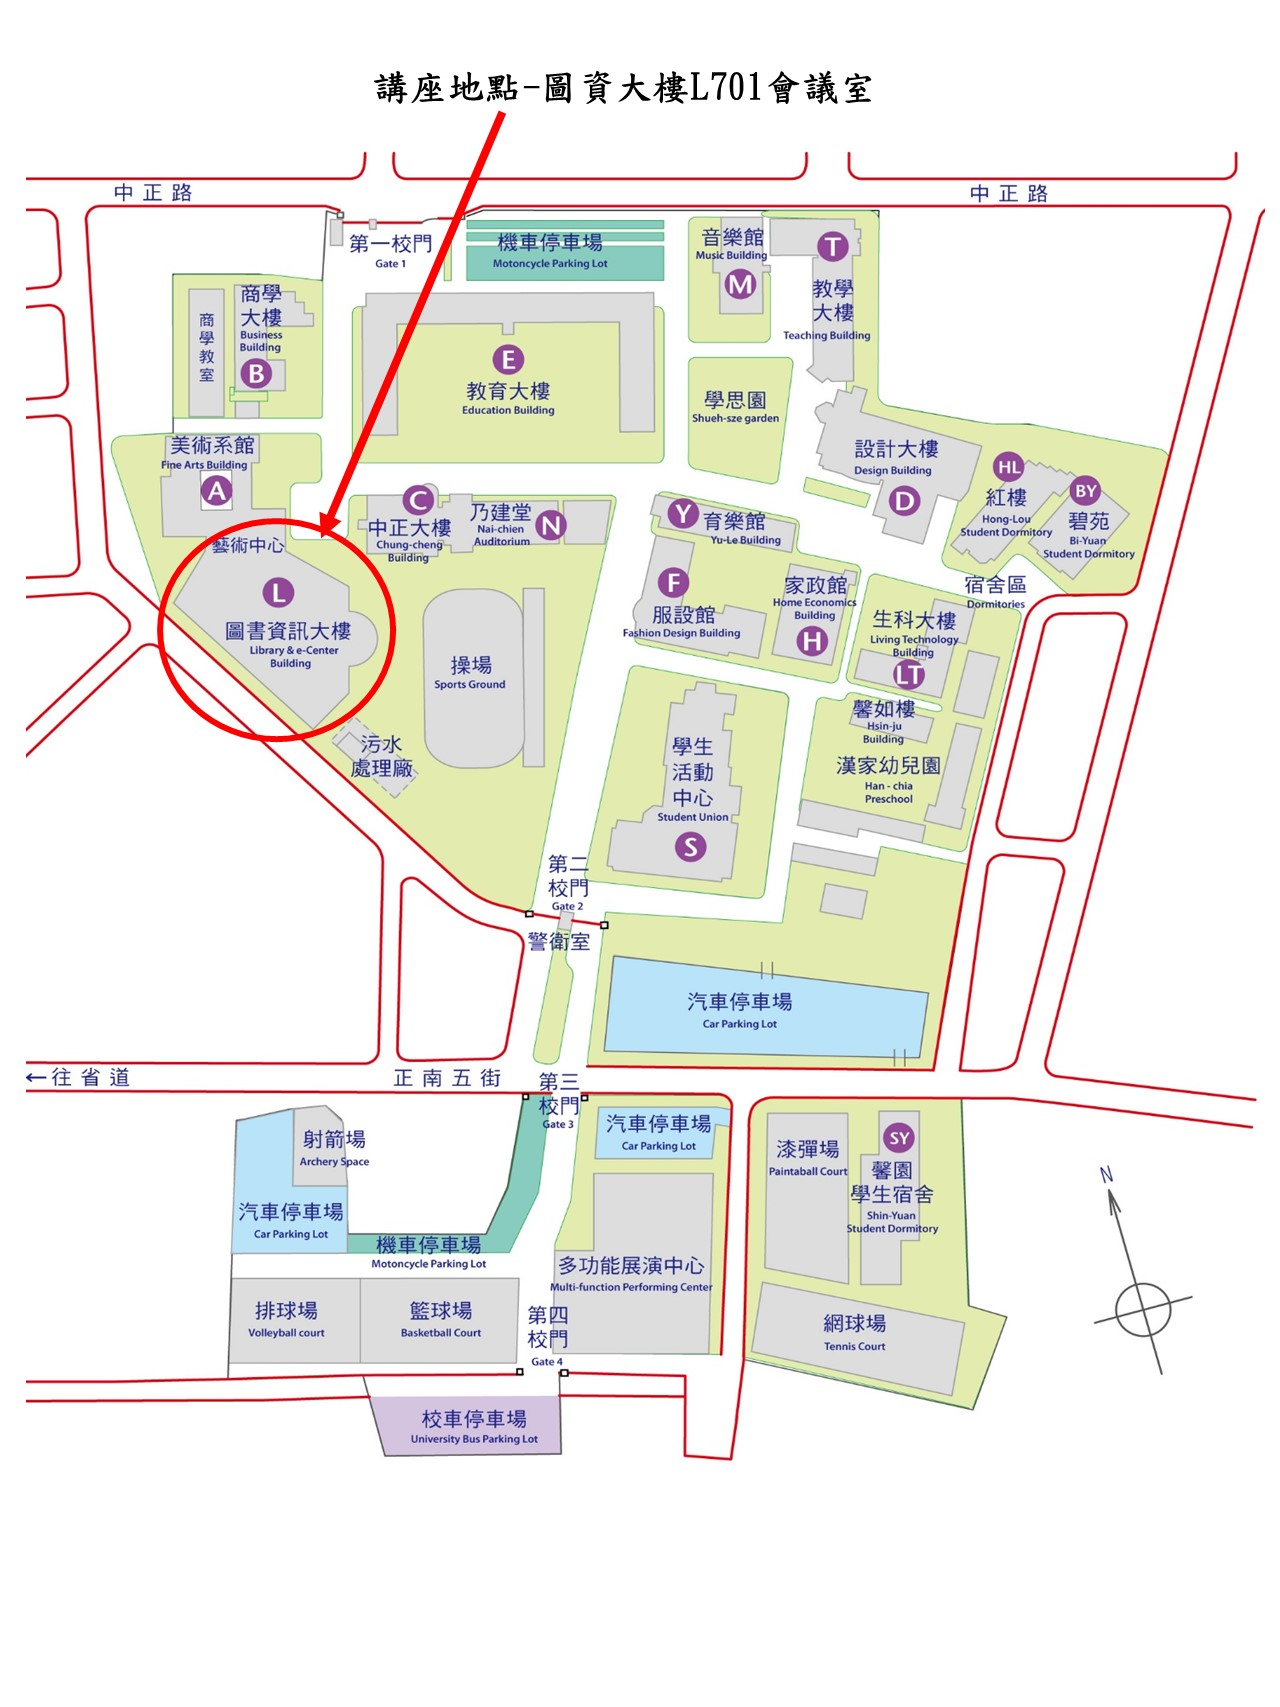 講座地點-圖資大樓L701會議室
中正路
中正路
第一校門
Gate 1
機車停車場
Motoncycle Parking Lot
音樂館
Music Building
M
T
教學
大樓
Teaching Building
商學教室
商學
大樓
Business
Building
B
E
教育大樓
Education Building
學思園
Shueh-sze garden
美術系館
Fine Arts Building
A
設計大樓
Design Building
D
HL
紅樓
Hong-Lou
Student Dormitory
BY
碧苑
Bi-Yuan
Student Dormitory
C
中正大樓
Chung-cheng
Building
乃建堂
Nai-chien
Auditorium
N
Y
育樂館
Yu-Le Building
藝術中心
L
圖書資訊大樓
Library & e-Center
Building
F
服設館
Fashion Design Building
家政館
Home Economics
Building
H
宿舍區
Dormitories
生科大樓
Living Technology
Building
LT
操場
Sports Ground
污水
處理廠
馨如樓
Hsin-ju
Building
漢家幼兒園
Han - chia
Preschool
學生
活動
中心
Student Union
S
第二
校門
Gate 2
警衛室
汽車停車場
Car Parking Lot
←往省道
正南五街
第三
校門
Gate 3
汽車停車場
Car Parking Lot
射箭場
Archery Space
汽車停車場
Car Parking Lot
機車停車場
Motoncycle Parking Lot
漆彈場
Paintaball Court
SY
馨園
學生宿舍
Shin-Yuan
Student Dormitory
N
多功能展演中心
Multi-function Performing Center
排球場
Volleyball court
籃球場
Basketball Court
第四
校門
Gate 4
網球場
Tennis Court
校車停車場
University Bus Parking Lot